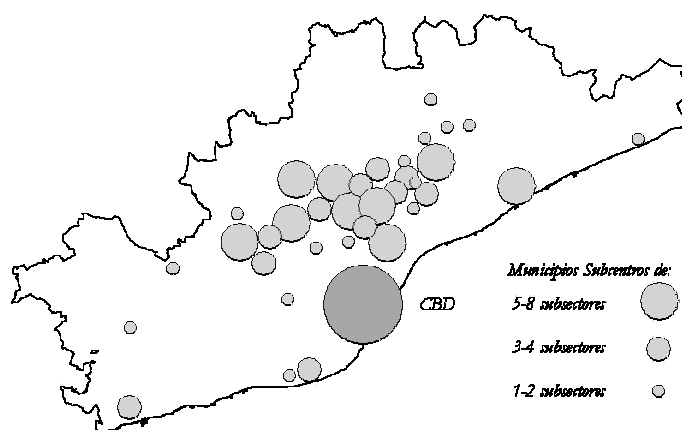 Municipios Subcentros de:
CBD
5-8 subsectores
3-4 subsectores
1-2 subsectores